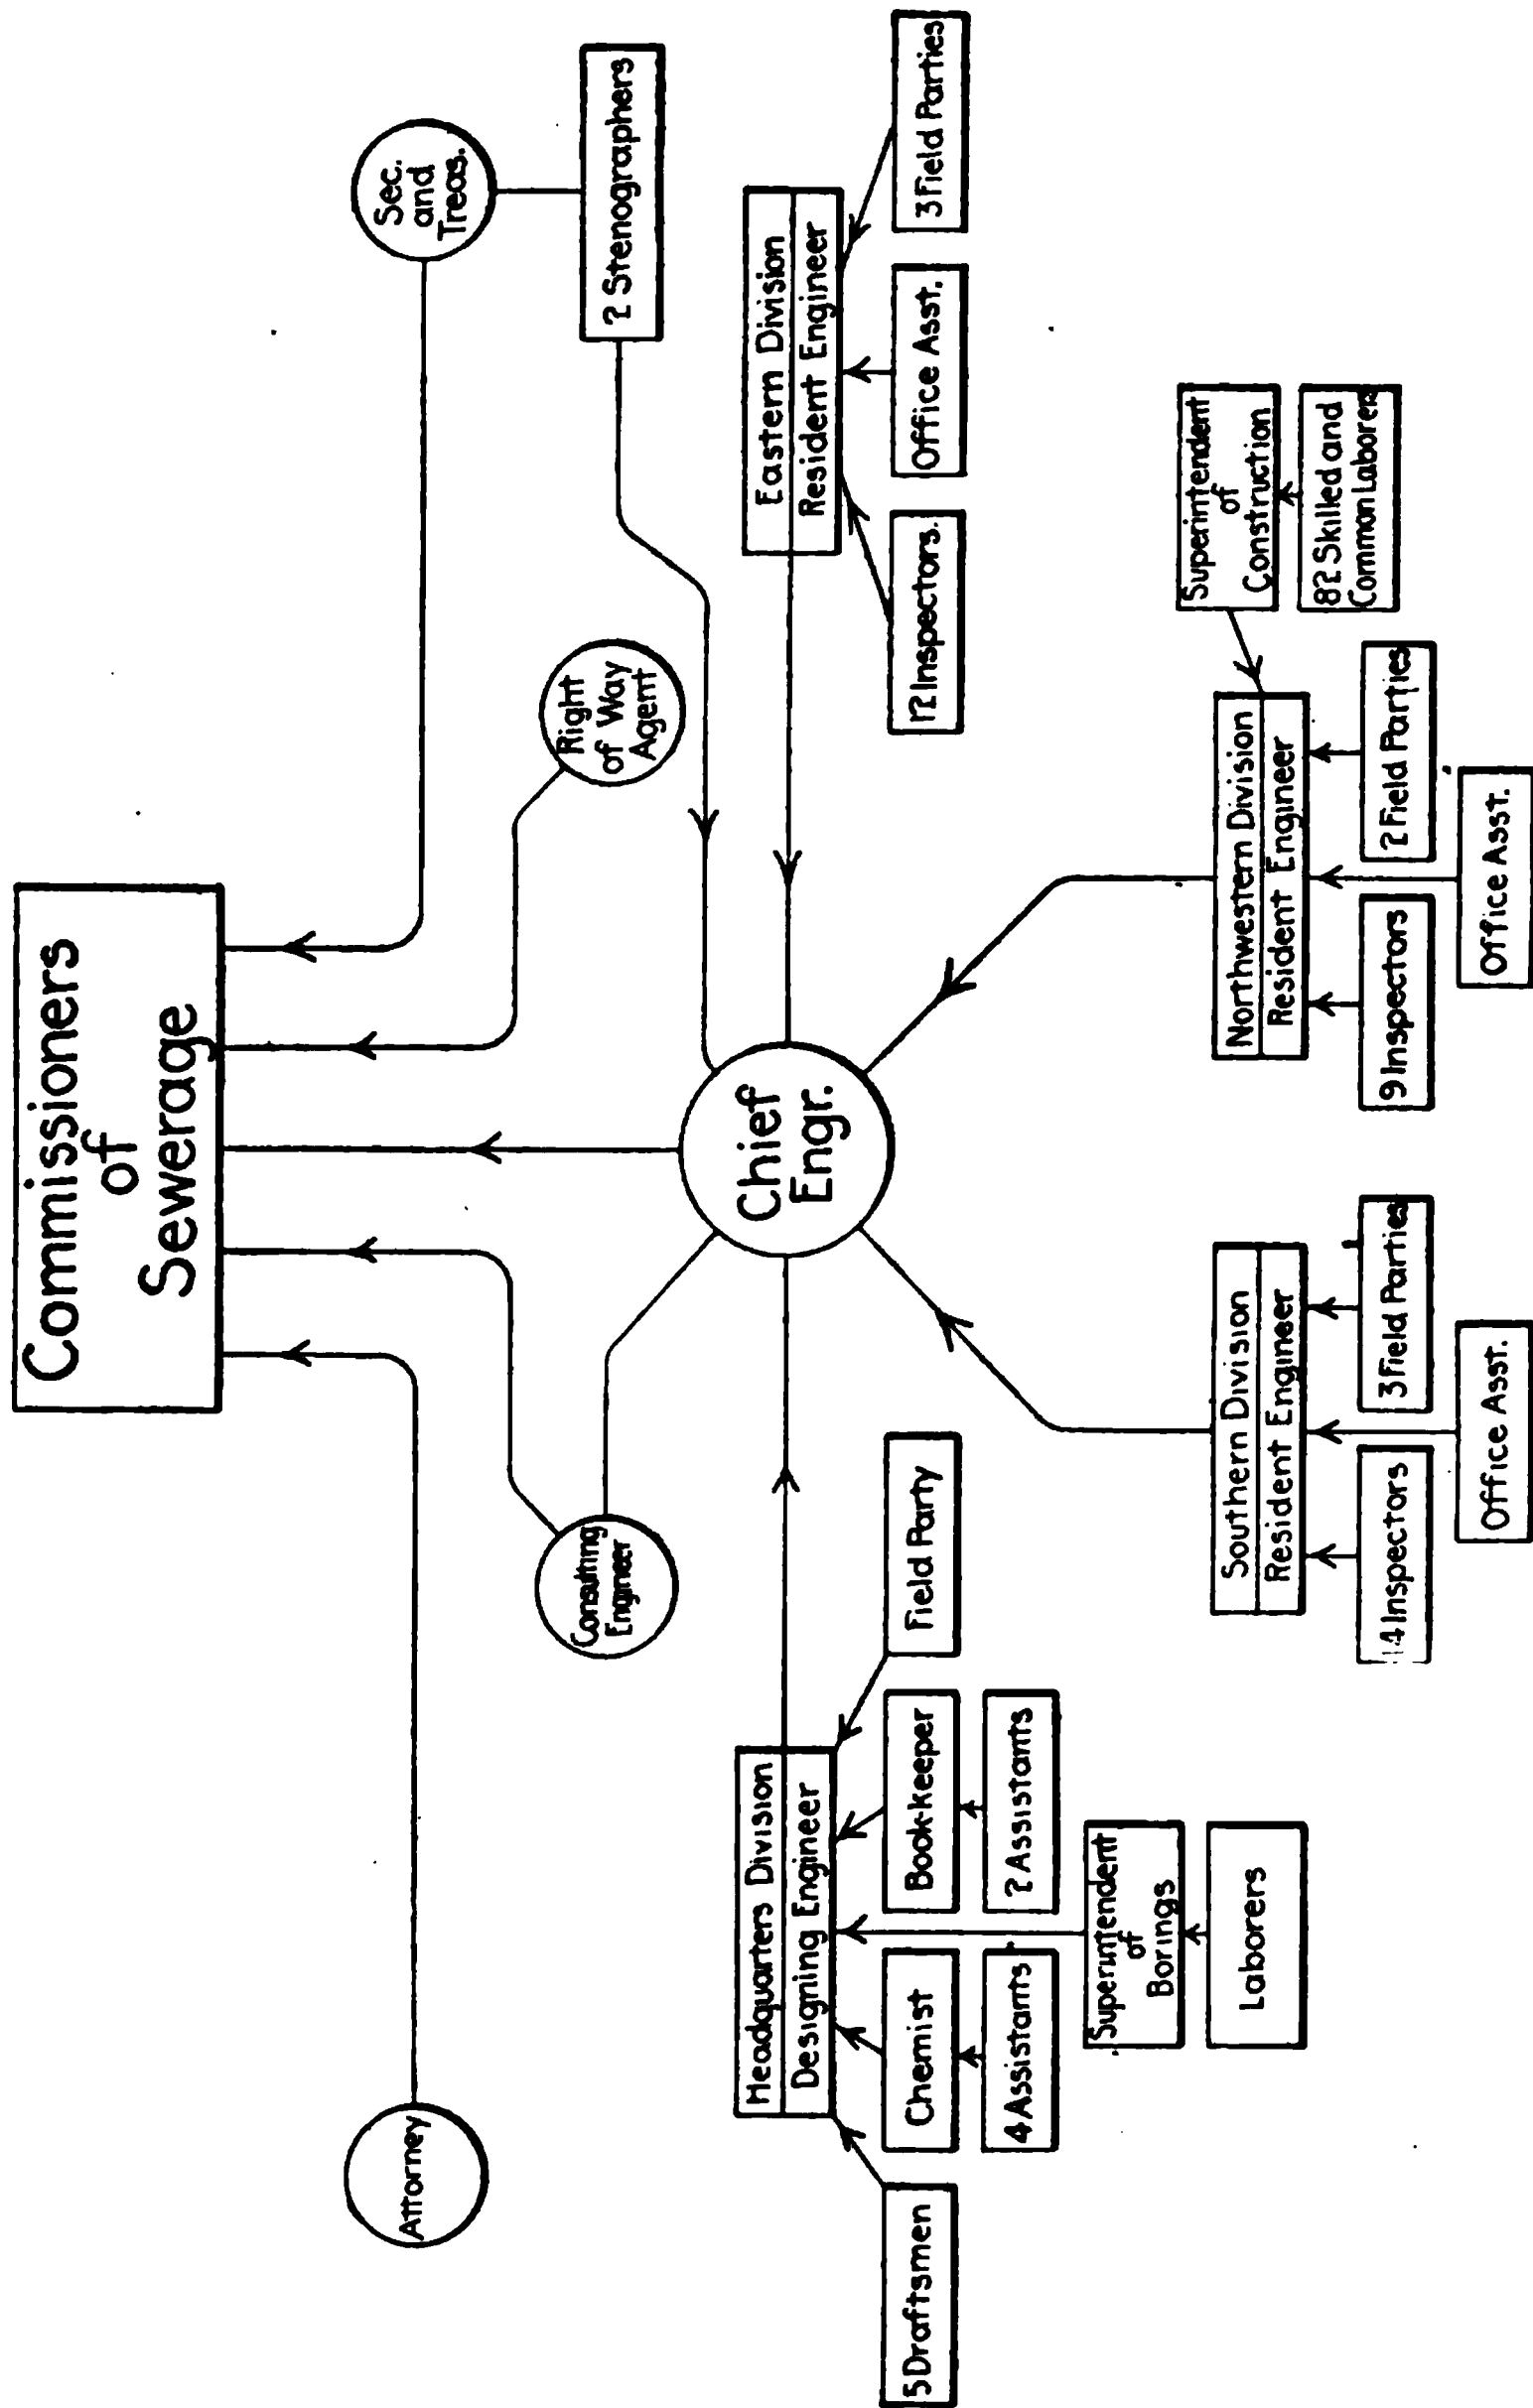 Commissioners
of
Sewerage
Attorney
Sec.
and
Treas.
Consulting
Engineer
Right
of Way
Agent
2 Stenographers
Chief
Engr.
Headquarters Division
Designing Engineer
5 Draftsmen
Chemist
4 Assistants
Book-keeper
2 Assistants
Field Party
Superintendent
of
Borings
Laborers
Eastern Division
Resident Engineer
12 Inspectors.
Office Asst.
3 Field Parties
Southern Division
Resident Engineer
14 Inspectors
3 Field Parties
Office Asst.
Northwestern Division
Resident Engineer
9 Inspectors
2 Field Parties
Office Asst.
Superintendent
of
Construction
82 Skilled and
Common Laborers